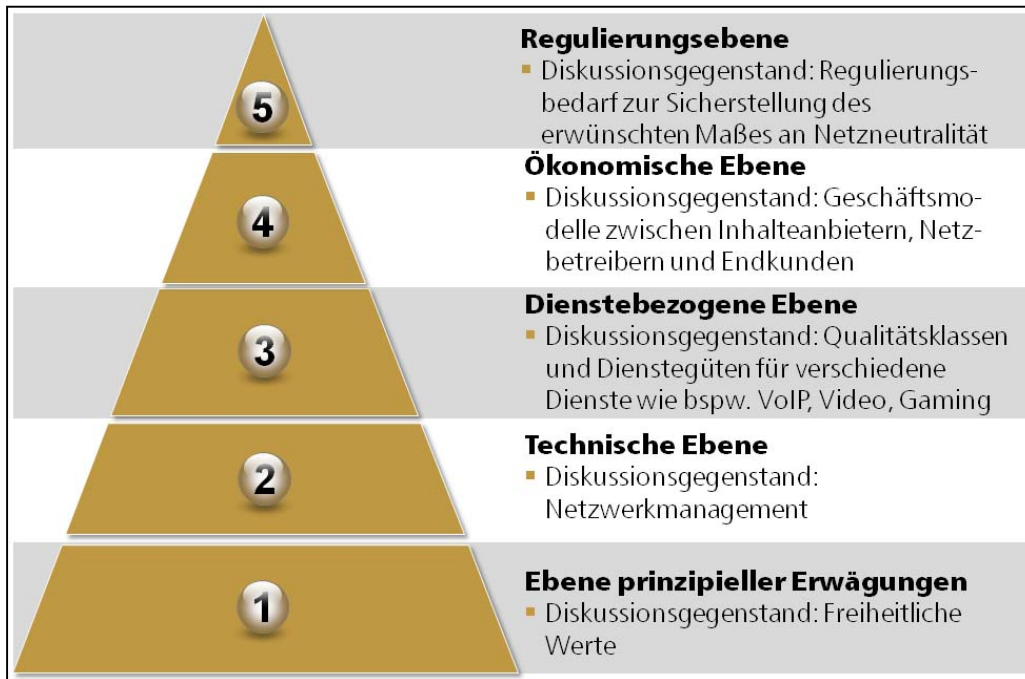 5
Regulierungsebene
▪ Diskussionsgegenstand: Regulierungs-
bedarf zur Sicherstellung des
erwünschten Maßes an Netzneutralität
4
Ökonomische Ebene
▪ Diskussionsgegenstand: Geschäftsmo-
delle zwischen Inhalteanbietern, Netz-
betreibern und Endkunden
3
Dienstebezogene Ebene
▪ Diskussionsgegenstand: Qualitätsklassen
und Dienstegüten für verschiedene
Dienste wie bspw. VoIP, Video, Gaming
2
Technische Ebene
▪ Diskussionsgegenstand:
Netzwerkmanagement
1
Ebene prinzipieller Erwägungen
▪ Diskussionsgegenstand: Freiheitliche
Werte